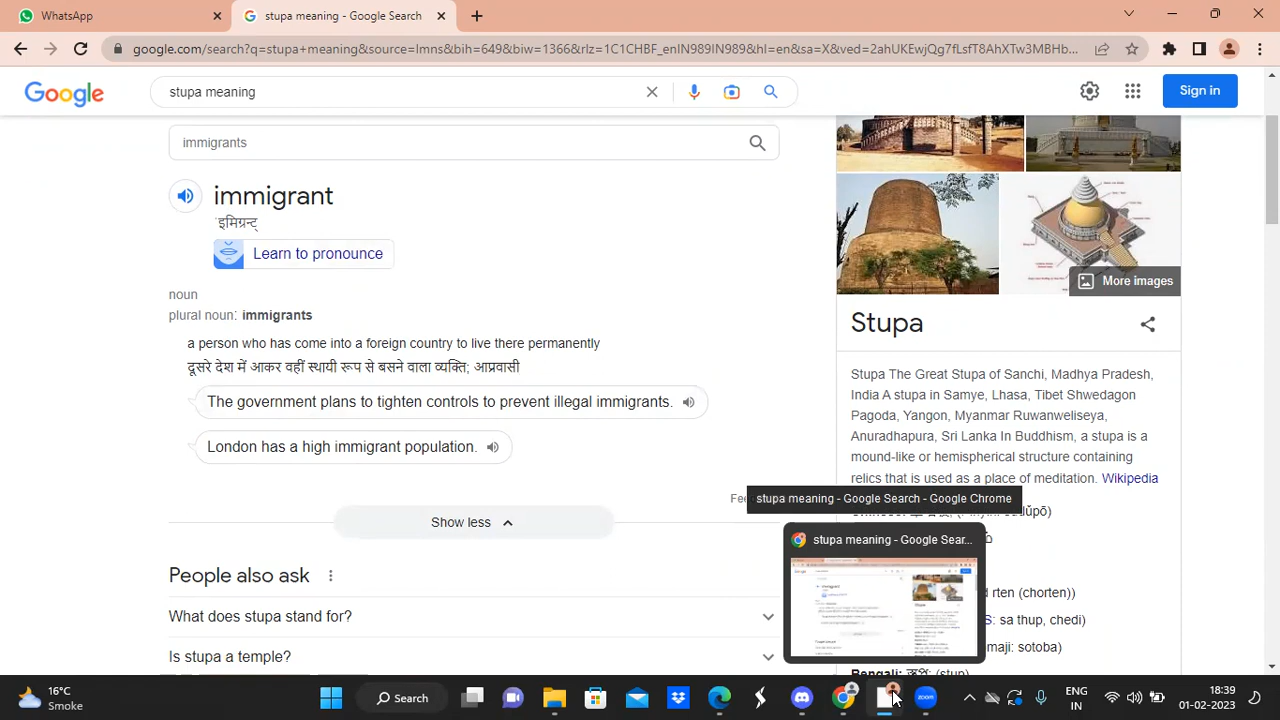 WhatsApp
stupa meaning - Google Search
google.com/search?q=stupa+meaning&source=lmns&bih=649&biw=1366&rlz=1C1CHBF_enIN989IN989&hl=en&sa=X&ved=2ahUKEwjQg7fLsfT8AhXTw3MBHb...
Google
stupa meaning
Sign in
immigrants
immigrant
इमिग्रन्ट्
Learn to pronounce
noun
plural noun: immigrants
a person who has come into a foreign country to live there permanently
दूसरे देश में आकर वहीं स्थायी रूप से बसने वाला व्यक्ति; आप्रवासी
The government plans to tighten controls to prevent illegal immigrants.
London has a high immigrant population.
Show less
People also ask
What does stupa stand for?
Is stupa a temple?
More images
Stupa
Stupa The Great Stupa of Sanchi, Madhya Pradesh,
India A stupa in Samye, Lhasa, Tibet Shwedagon
Pagoda, Yangon, Myanmar Ruwanweliseya,
Anuradhapura, Sri Lanka In Buddhism, a stupa is a
mound-like or hemispherical structure containing
relics that is used as a place of meditation. Wikipedia
stupa meaning - Google Search - Google Chrome
stupa meaning - Google Sear...
rten (chorten))
sa thup, chedi
maji: sotoba)
Bengali: স্তূপ; (stup)
16°C
Smoke
Search
zoom
ENG
IN
18:39
01-02-2023